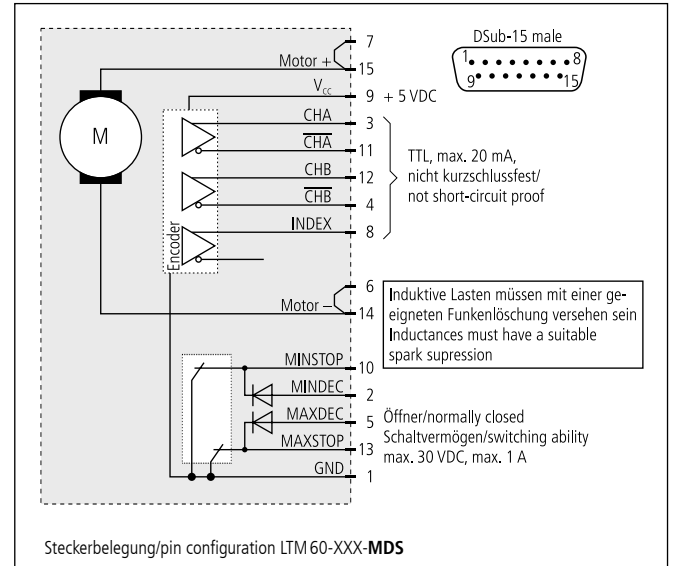 7
DSub-15 male
Motor +
15
1
8
9
15
V cc
9 + 5 VDC
CHA
3
M
CHA
11
TTL, max. 20 mA,
CHB
12
nicht kurzschlussfest/
CHB
4
not short-circuit proof
INDEX
8
Encoder
6
Motor –
14
Induktive Lasten müssen mit einer ge-
eigneten Funkenlöschung versehen sein
Inductances must have a suitable
spark supression
MINSTOP
10
MINDEC
2
MAXDEC
5
Öffner/normally closed
Schaltvermögen/switching ability
MAXSTOP
13
max. 30 VDC, max. 1 A
GND
1
Steckerbelegung/pin configuration LTM 60-XXX-MDS